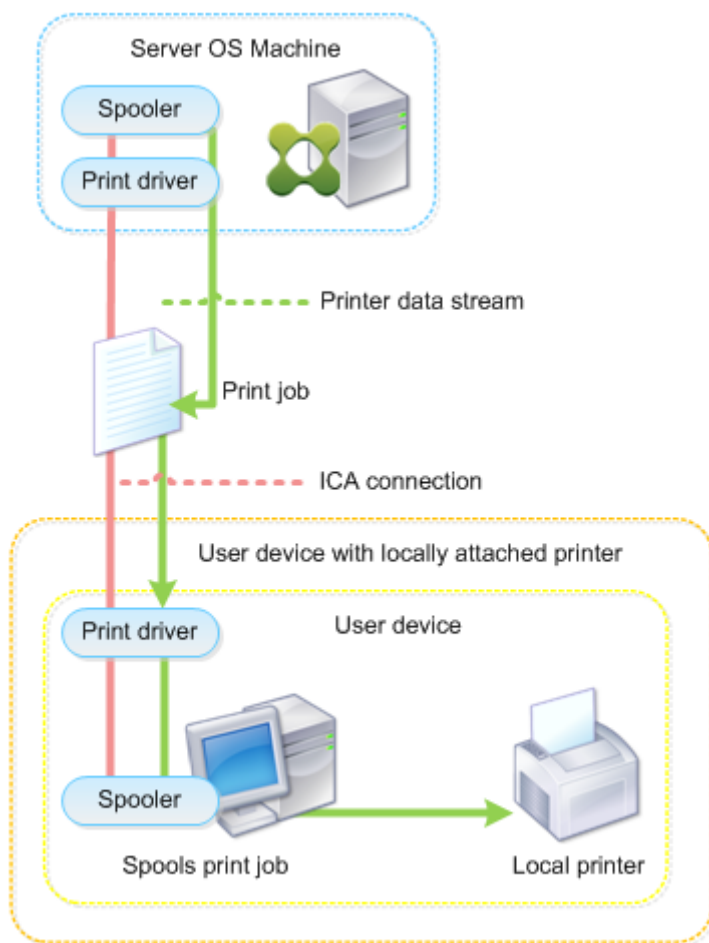 Server OS Machine
Spooler
Print driver
Printer data stream
Print job
ICA connection
User device with locally attached printer
Print driver
User device
Spooler
Spools print job
Local printer